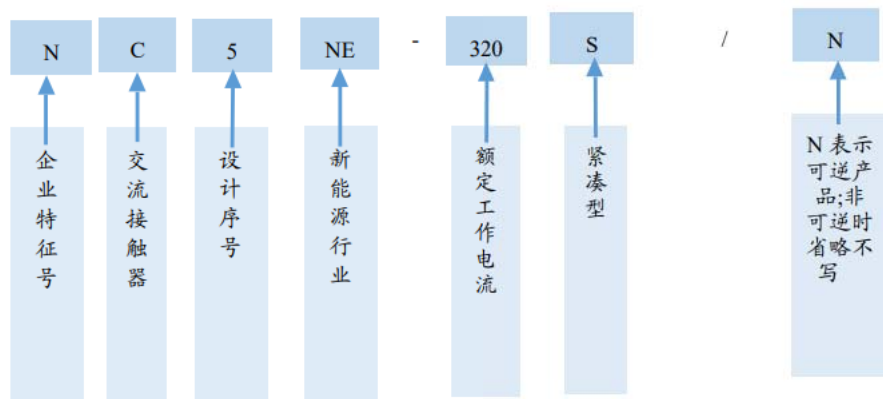 N C 5 NE - 320 S / N
企业特征号
交流接触器
设计序号
新能源行业
额定工作电流
紧凑型
N 表示
可逆产
品;非
可逆时
省略不
写